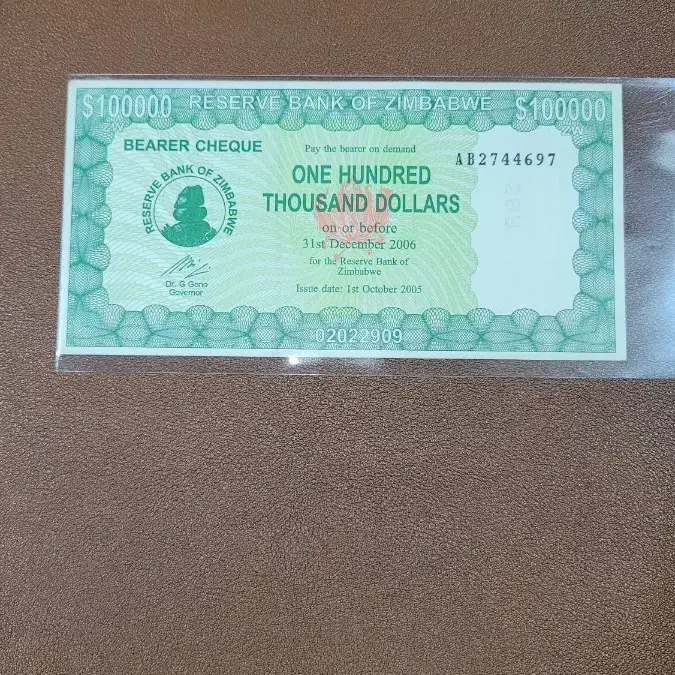 $100000 RESERVE BANK OF ZIMBABWE $100000
BEARER CHEQUE
Pay the bearer on demand
AB2744697
ONE HUNDRED
THOUSAND DOLLARS
on or before
31st December 2006
for the Reserve Bank of
Zimbabwe
Issue date: 1st October 2005
RESERVE BANK OF ZIMBABWE
Dr. G Gono
Governor
02022909